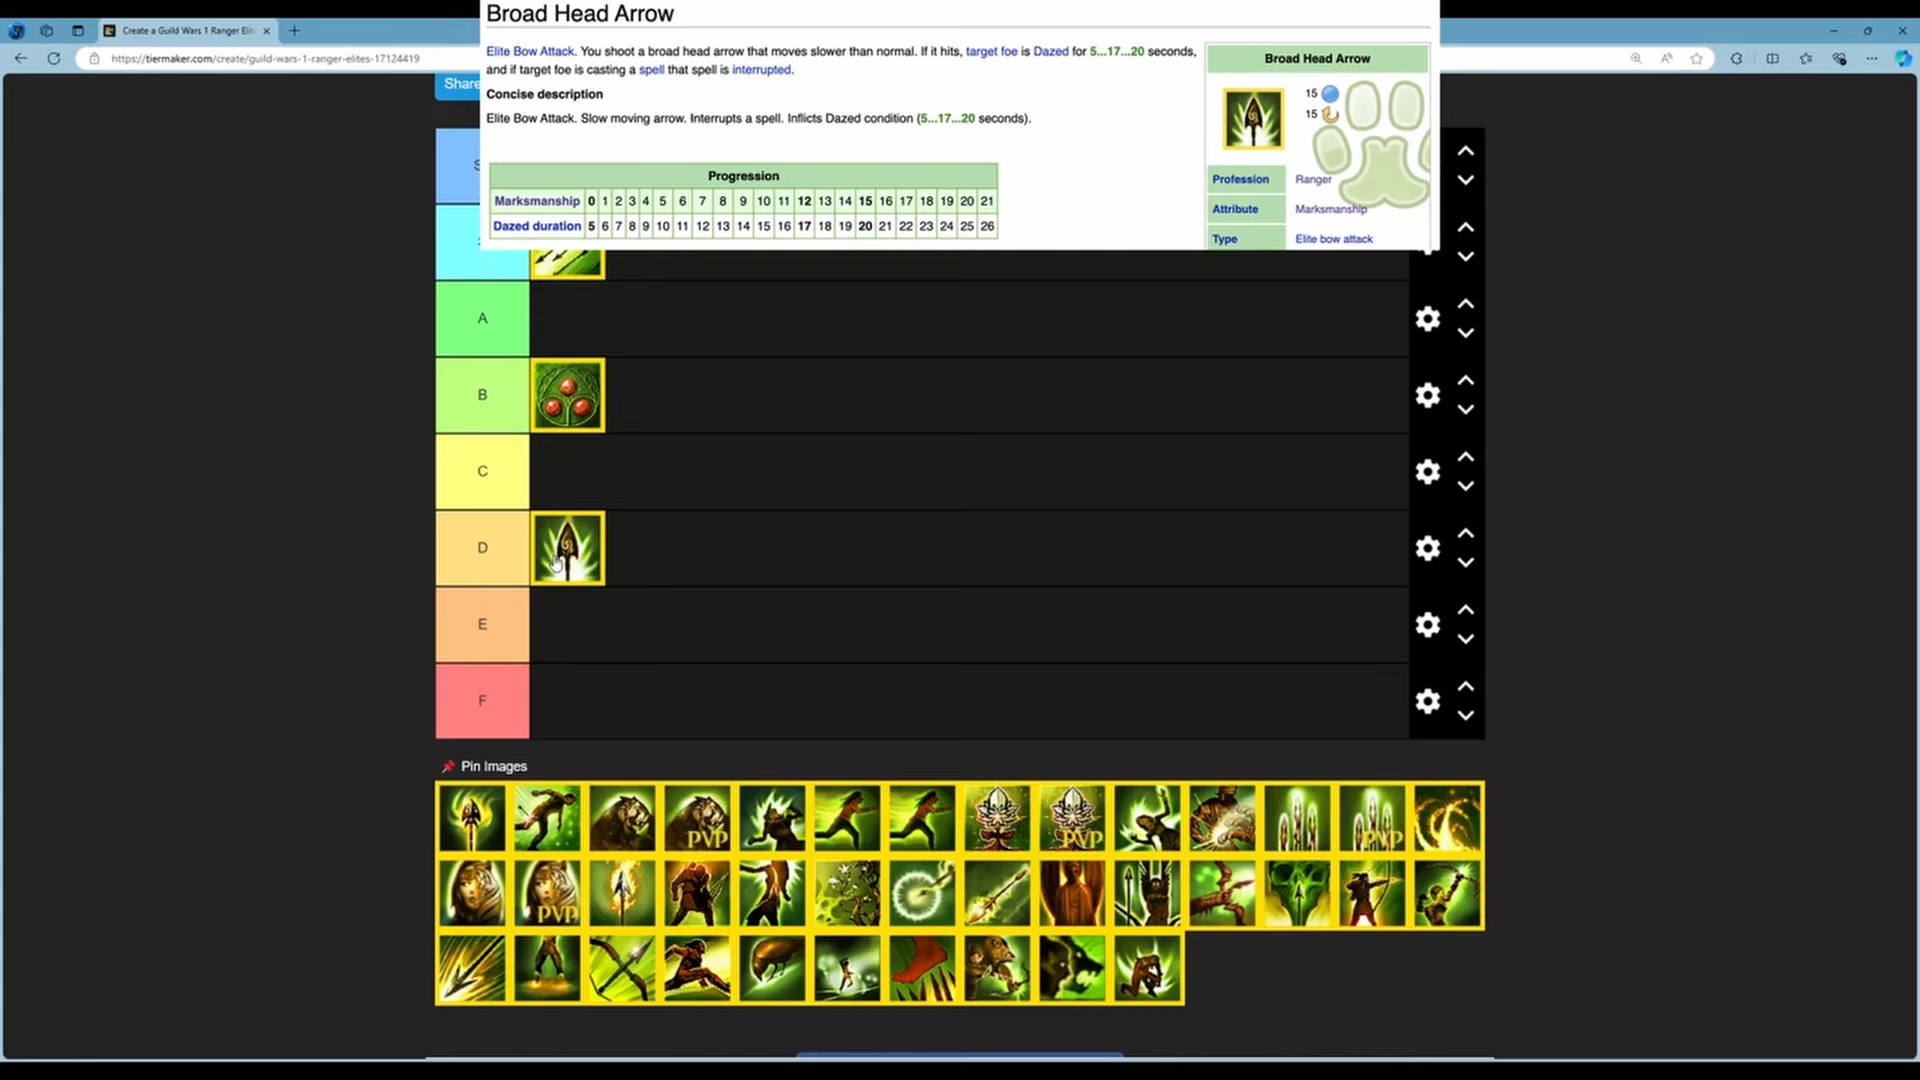 Broad Head Arrow
Create a Guild Wars 1 Ranger Elit
https://tiermaker.com/create/guild-wars-1-ranger-elites-17124419
Share
Elite Bow Attack. You shoot a broad head arrow that moves slower than normal. If it hits, target foe is Dazed for 5...17...20 seconds,
and if target foe is casting a spell that spell is interrupted.
Concise description
Elite Bow Attack. Slow moving arrow. Interrupts a spell. Inflicts Dazed condition (5...17...20 seconds).
Progression
Marksmanship 0 1 2 3 4 5 6 7 8 9 10 11 12 13 14 15 16 17 18 19 20 21
Dazed duration 5 6 7 8 9 10 11 12 13 14 15 16 17 18 19 20 21 22 23 24 25 26
Broad Head Arrow
15
15
Profession Ranger
Attribute Marksmanship
Type Elite bow attack
A
B
C
D
E
F
Pin Images
PVP
PVP
PVP
PVP